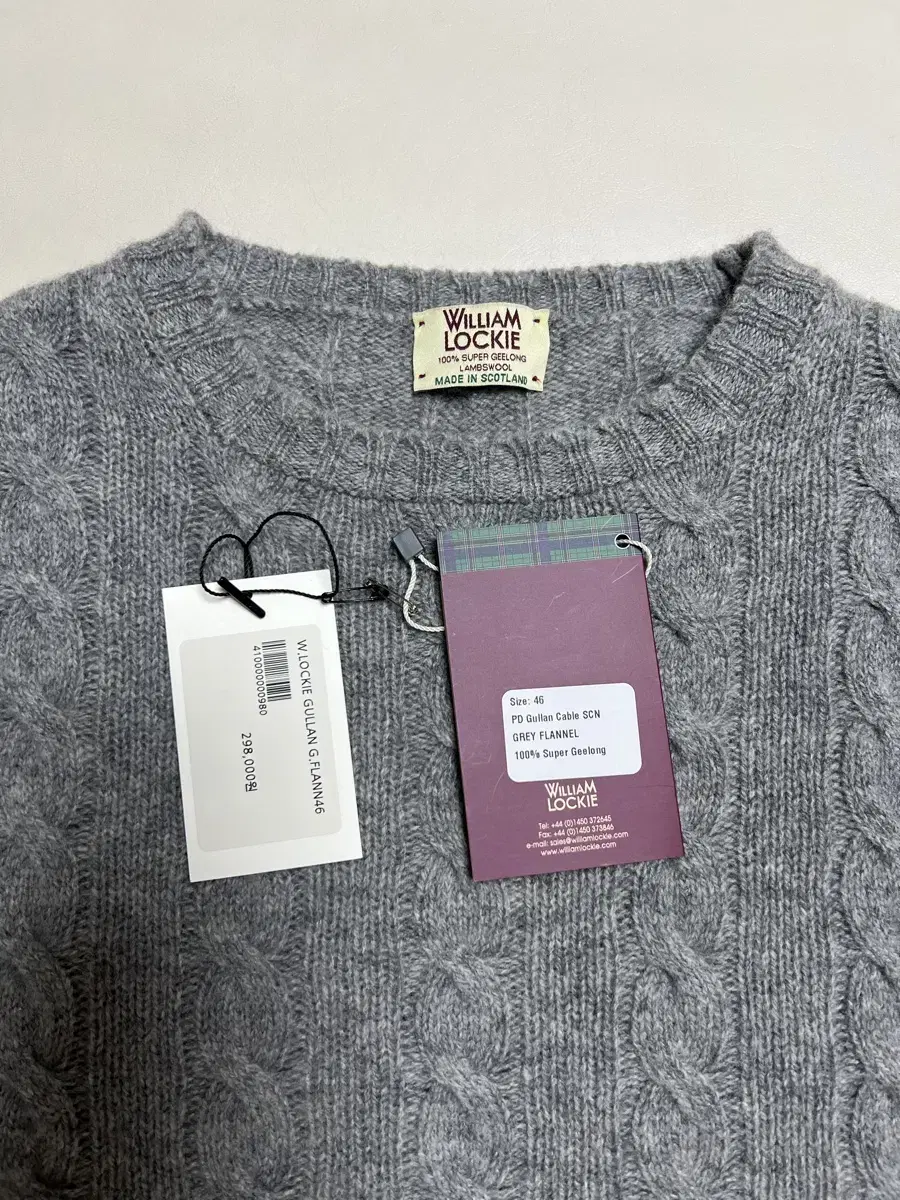 WILLIAM
LOCKIE
100% SUPER GEELONG
LAMBSWOOL
MADE IN SCOTLAND
W.LOCKIE GULLAN G.FLANN46
410000000980
298,000원
Size: 46
PD Gullan Cable SCN
GREY FLANNEL
100% Super Geelong
WILLIAM
LOCKIE
Tel: +44 (0)1450 372645
Fax: +44 (0)1450 373846
e-mail: sales@williamlockie.com
www.williamlockie.com